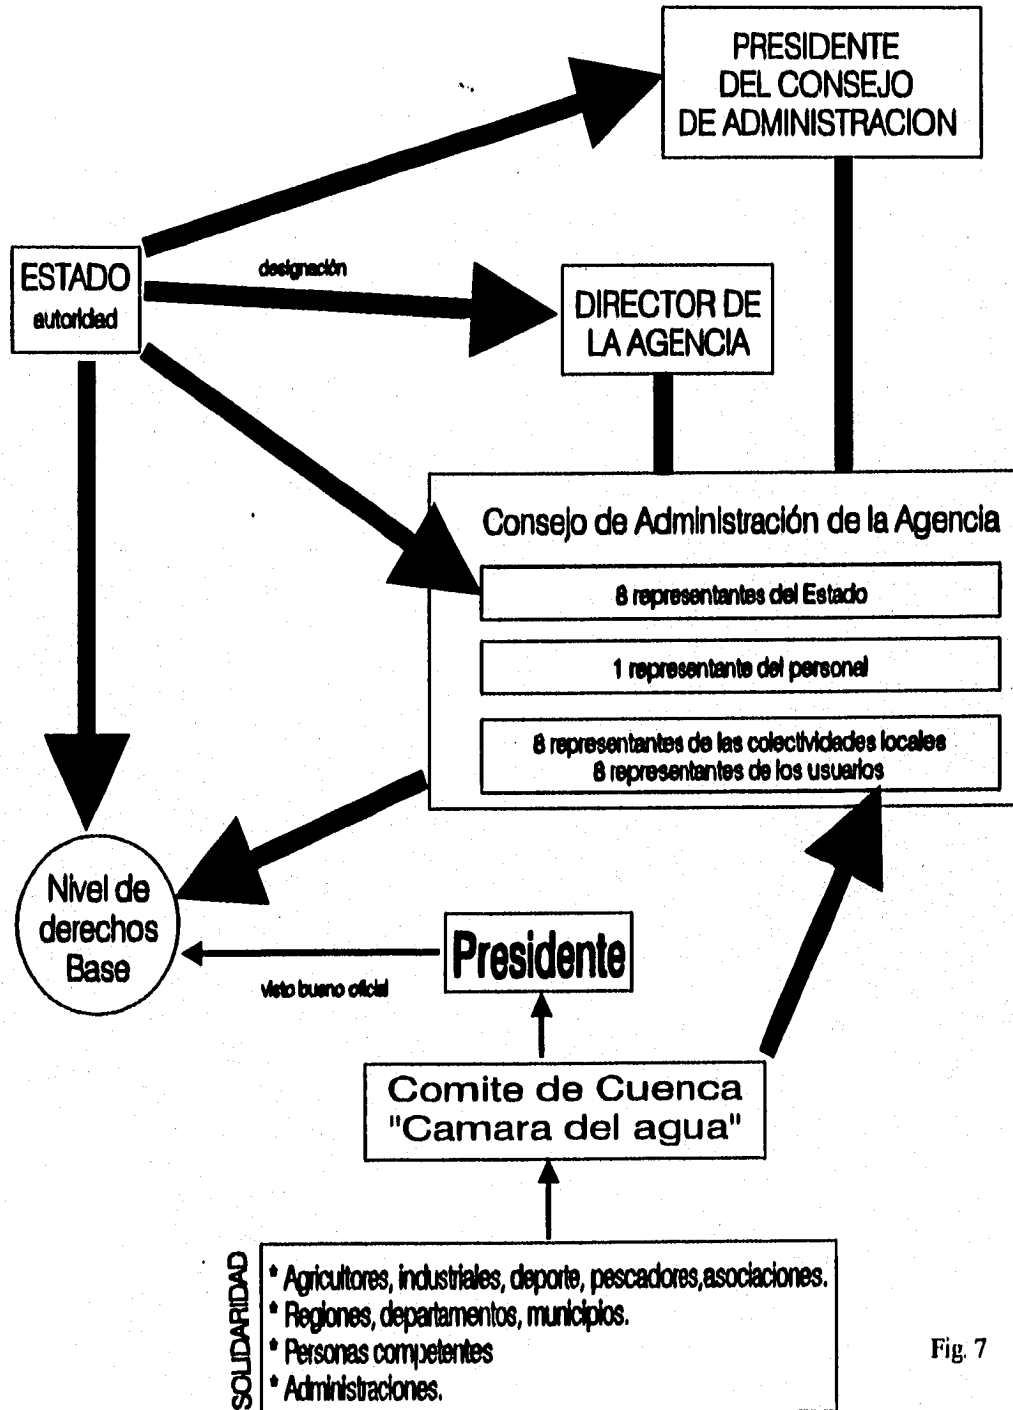 PRESIDENTE
DEL CONSEJO
DE ADMINISTRACION
ESTADO
autoridad
designación
DIRECTOR DE
LA AGENCIA
Consejo de Administración de la Agencia
8 representantes del Estado
1 representante del personal
8 representantes de las colectividades locales
8 representantes de los usuarios
Nivel de
derechos
Base
Presidente
visto bueno oficial
Comite de Cuenca
"Camara del agua"
SOLIDARIDAD
* Agricultores, industriales, deporte, pescadores,asociaciones.
* Regiones, departamentos, municipios.
* Personas competentes
* Administraciones.
Fig. 7